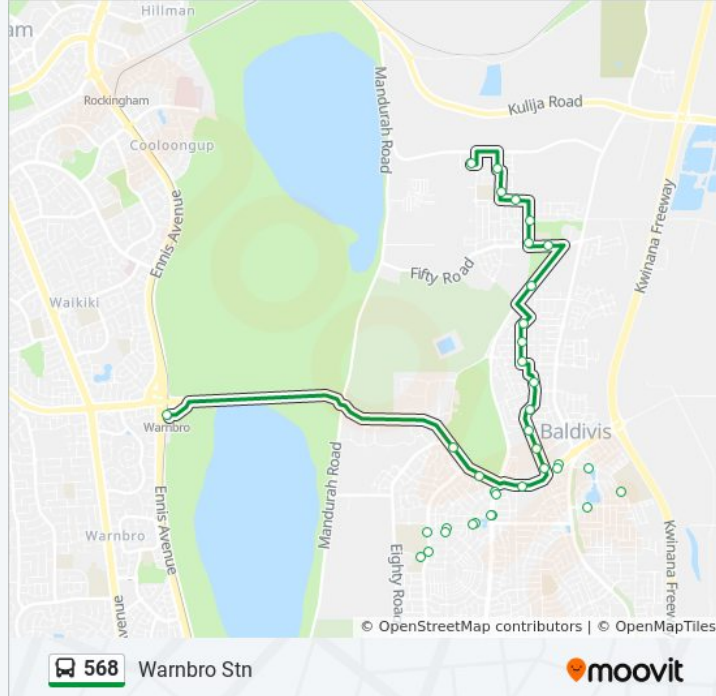 Hillman
am
Rockingham
Kulija Road
Mandurah Road
Cooloongup
Kwinana Freeway
Ennis Avenue
Fifty Road
Waikiki
Warnbro
Baldivis
Mandurah Road
Ennis Avenue
Warnbro
Eighty Road
Kwinana Freew
venue
© OpenStreetMap contributors | © OpenMapTiles
568 Warnbro Stn
moovit